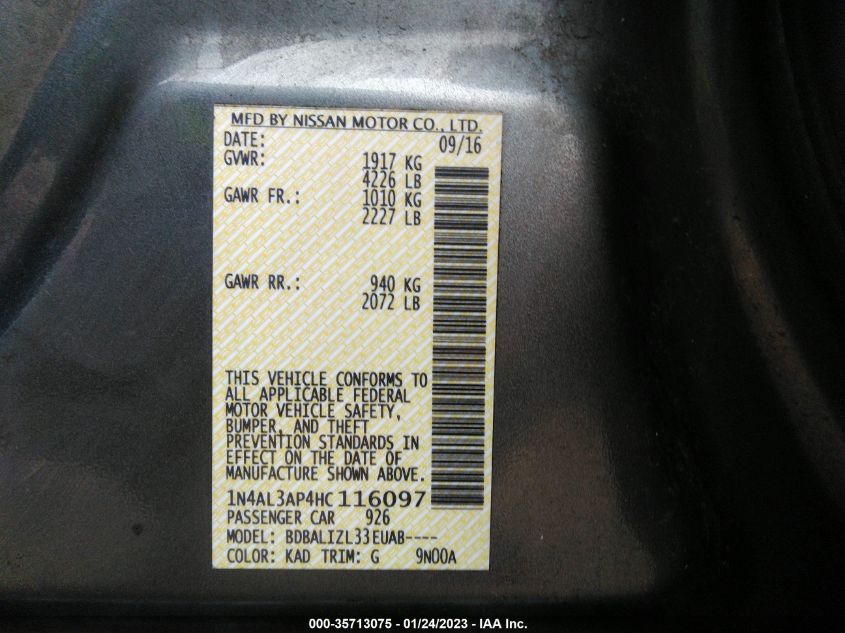 MFD BY NISSAN MOTOR CO., LTD.
DATE: 09/16
GVWR: 1917 KG
4226 LB
GAWR FR.: 1010 KG
2227 LB
GAWR RR.: 940 KG
2072 LB
THIS VEHICLE CONFORMS TO
ALL APPLICABLE FEDERAL
MOTOR VEHICLE SAFETY,
BUMPER, AND THEFT
PREVENTION STANDARDS IN
EFFECT ON THE DATE OF
MANUFACTURE SHOWN ABOVE.
1N4AL3AP4HC116097
PASSENGER CAR 926
MODEL: BDBALIZL33EUAB----
COLOR: KAD TRIM: G 9N00A
000-35713075 - 01/24/2023 - IAA Inc.